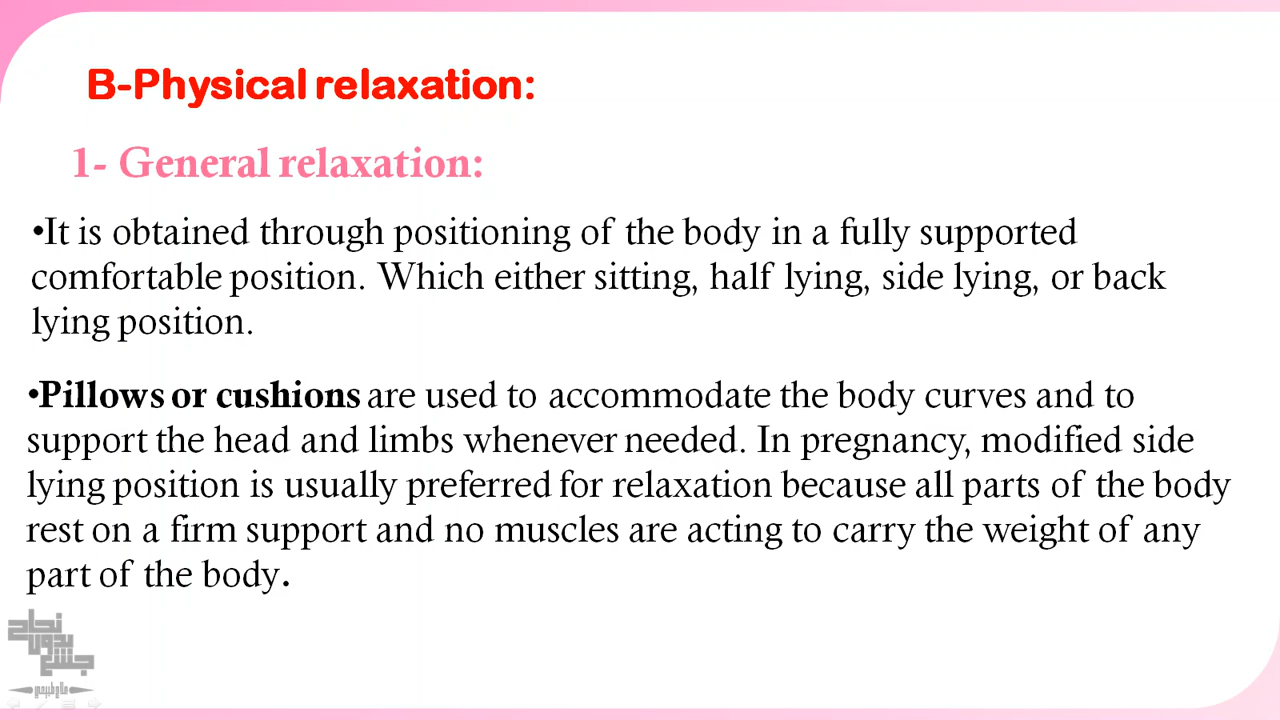 B-Physical relaxation:
1- General relaxation:
•It is obtained through positioning of the body in a fully supported
comfortable position. Which either sitting, half lying, side lying, or back
lying position.
•Pillows or cushions are used to accommodate the body curves and to
support the head and limbs whenever needed. In pregnancy, modified side
lying position is usually preferred for relaxation because all parts of the body
rest on a firm support and no muscles are acting to carry the weight of any
part of the body.
نجاح
بدون
جشع